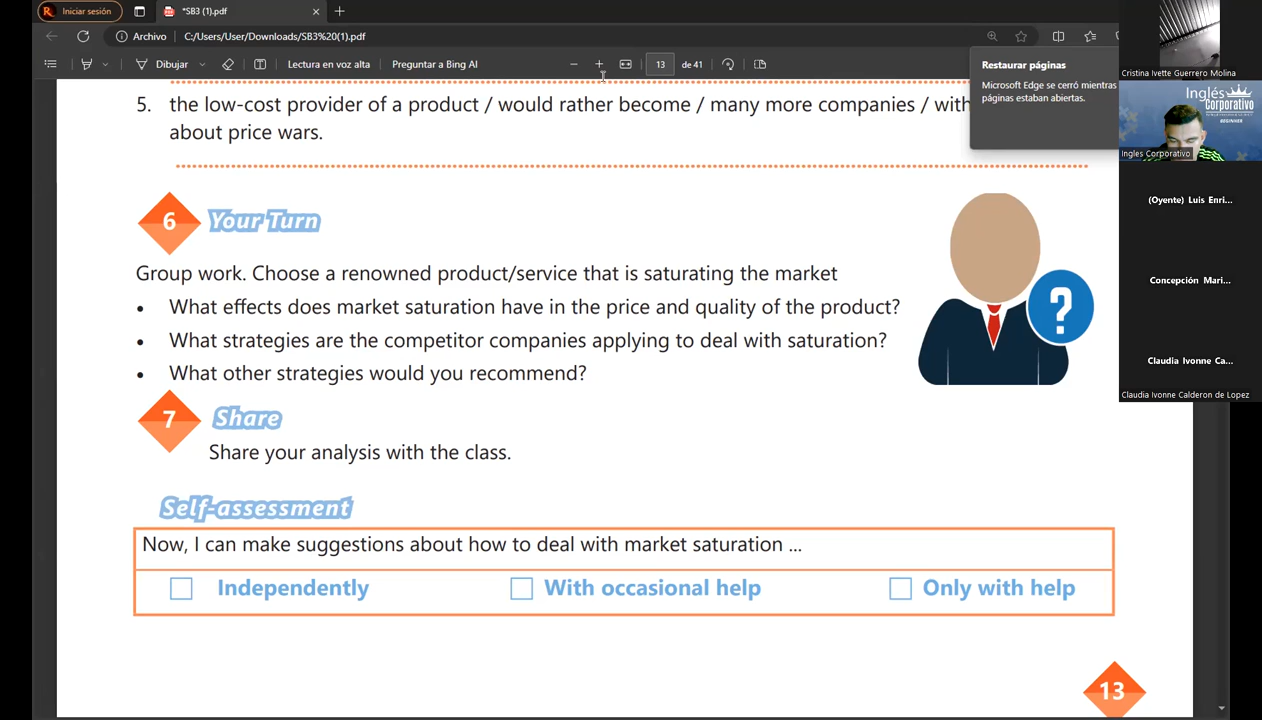 Iniciar sesión
*SB3 (1).pdf
Archivo
C:/Users/User/Downloads/SB3%20(1).pdf
Dibujar
Lectura en voz alta
Preguntar a Bing AI
13
de 41
Restaurar páginas
Microsoft Edge se cerró mientras
páginas estaban abiertas.
5. the low-cost provider of a product / would rather become / many more companies / with
about price wars.
6 Your Turn
Group work. Choose a renowned product/service that is saturating the market
• What effects does market saturation have in the price and quality of the product?
• What strategies are the competitor companies applying to deal with saturation?
• What other strategies would you recommend?
?
7 Share
Share your analysis with the class.
Self-assessment
Now, I can make suggestions about how to deal with market saturation ...
Independently
With occasional help
Only with help
13
Cristina Ivette Guerrero Molina
Inglés
Corporativo
BEGINNER
Ingles Corporativo
(Oyente) Luis Enri...
Concepción Mari...
Claudia Ivonne Ca...
Claudia Ivonne Calderon de Lopez